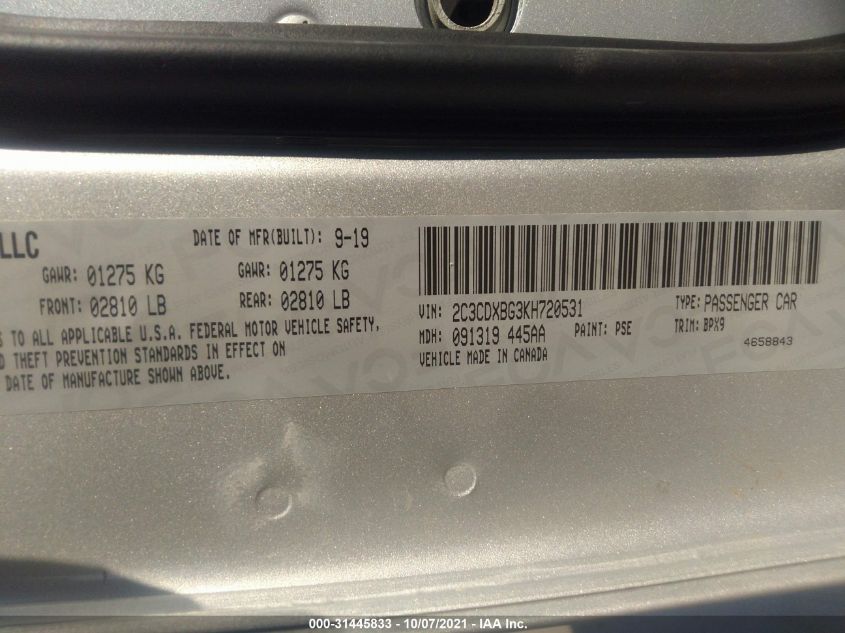 LLC DATE OF MFR(BUILT): 9-19
GAWR: 01275 KG GAWR: 01275 KG
FRONT: 02810 LB REAR: 02810 LB
TO ALL APPLICABLE U.S.A. FEDERAL MOTOR VEHICLE SAFETY,
THEFT PREVENTION STANDARDS IN EFFECT ON
DATE OF MANUFACTURE SHOWN ABOVE.
VIN: 2C3CDXBG3KH720531 TYPE: PASSENGER CAR
MDH: 091319 445AA PAINT: PSE TRIM: BPX9
VEHICLE MADE IN CANADA 4658843
000-31445833 - 10/07/2021 - IAA Inc.